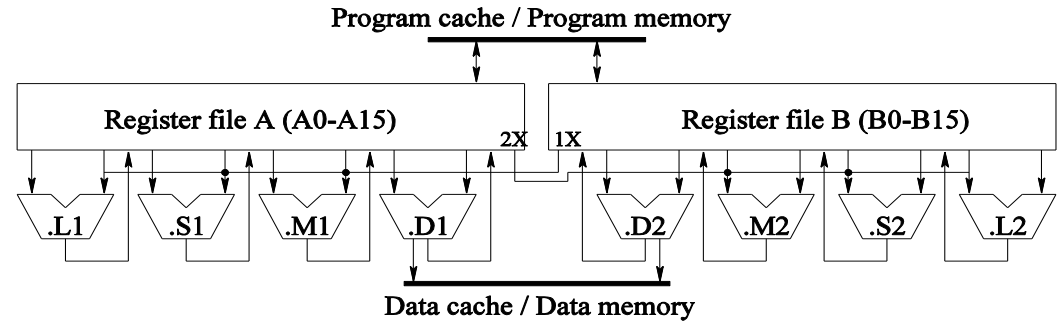 Program cache / Program memory
Register file A (A0-A15)
2X
1X
Register file B (B0-B15)
.L1
.S1
.M1
.D1
.D2
.M2
.S2
.L2
Data cache / Data memory